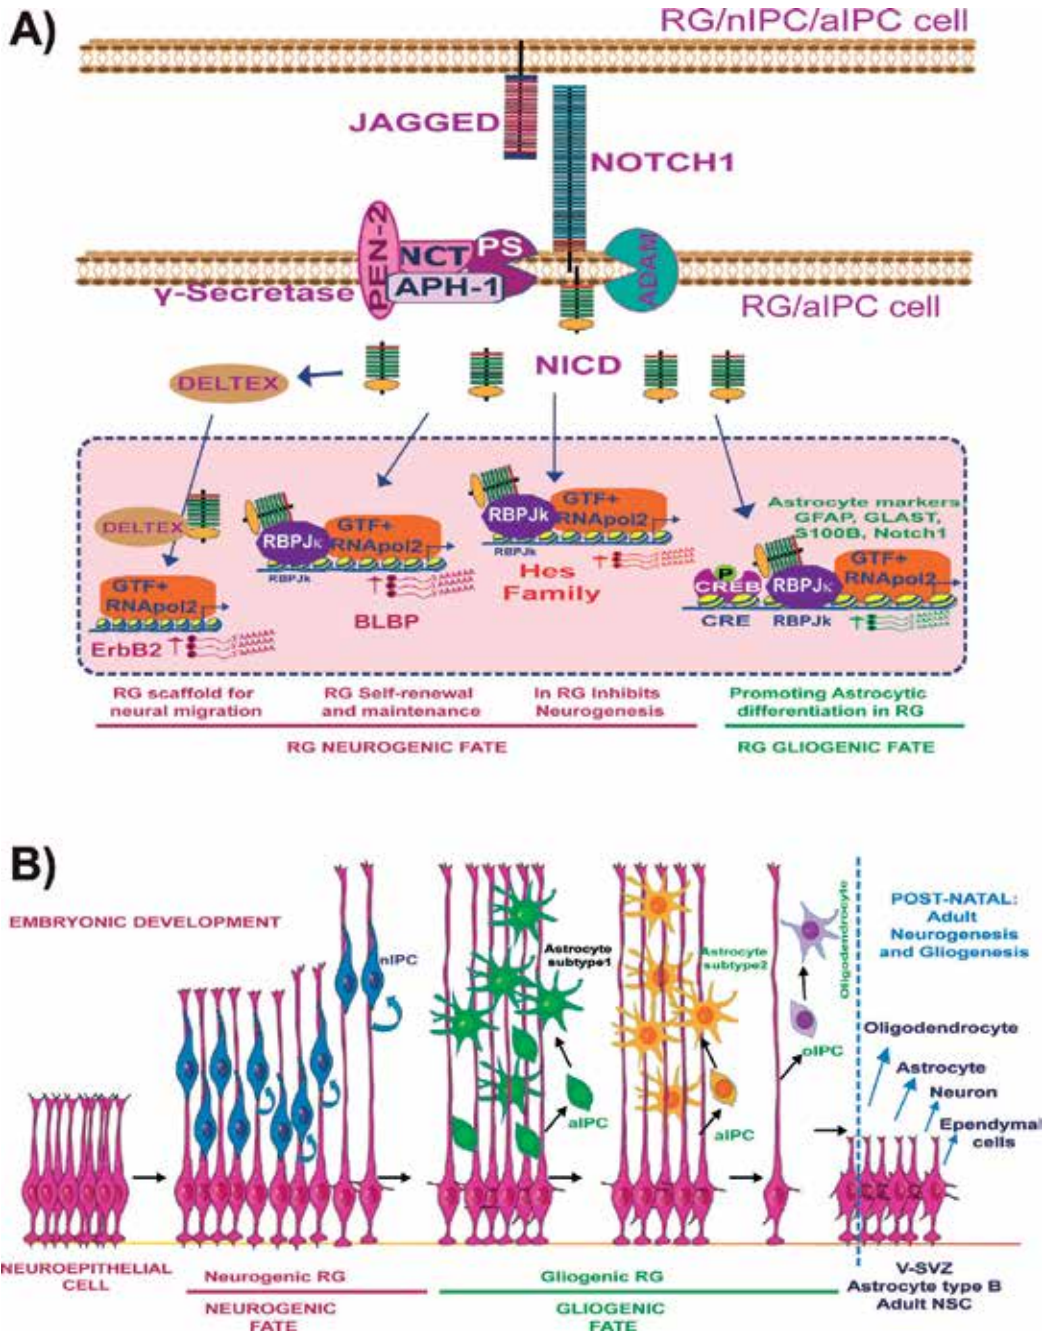 A)
RG/nIPC/aIPC cell
JAGGED
NOTCH1
PEN-2
NCT
PS
APH-1
ADAM
γ-Secretase
RG/aIPC cell
NICD
DELTEX
DELTEX
GTF+
RNApol2
ErbB2
RBPJκ
GTF+
RNApol2
RBPJk
BLBP
RBPJk
GTF+
RNApol2
RBPJk
Hes
Family
Astrocyte markers
GFAP, GLAST,
S100B, Notch1
P
CREB
RBPJκ
GTF+
RNApol2
CRE
RBPJk
RG scaffold for
neural migration
RG Self-renewal
and maintenance
In RG Inhibits
Neurogenesis
Promoting Astrocytic
differentiation in RG
RG NEUROGENIC FATE
RG GLIOGENIC FATE
B)
EMBRYONIC DEVELOPMENT
nIPC
Astrocyte
subtype1
aIPC
Astrocyte
subtype2
aIPC
Oligodendrocyte
oIPC
POST-NATAL:
Adult
Neurogenesis
and Gliogenesis
Oligodendrocyte
Astrocyte
Neuron
Ependymal
cells
NEUROEPITHELIAL
CELL
Neurogenic RG
NEUROGENIC
FATE
Gliogenic RG
GLIOGENIC
FATE
V-SVZ
Astrocyte type B
Adult NSC